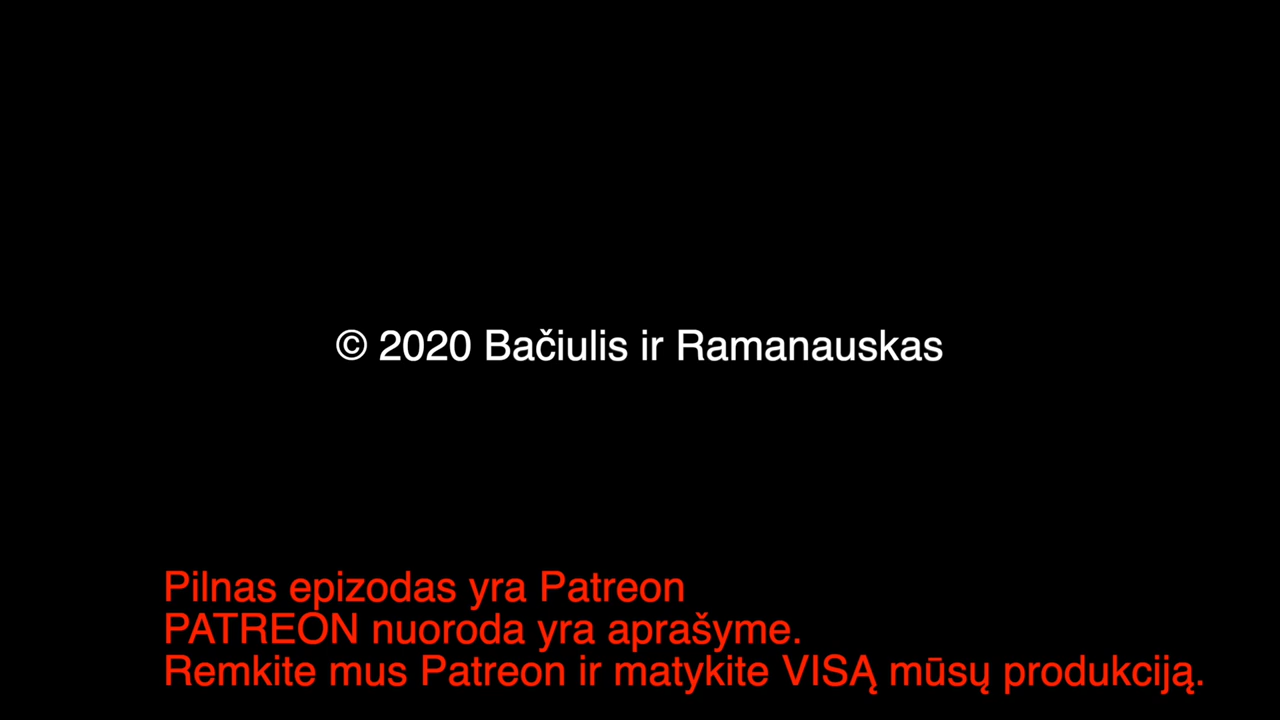 © 2020 Bačiulis ir Ramanauskas
Pilnas epizodas yra Patreon
PATREON nuoroda yra aprašyme.
Remkite mus Patreon ir matykite VISĄ mūsų produkciją.